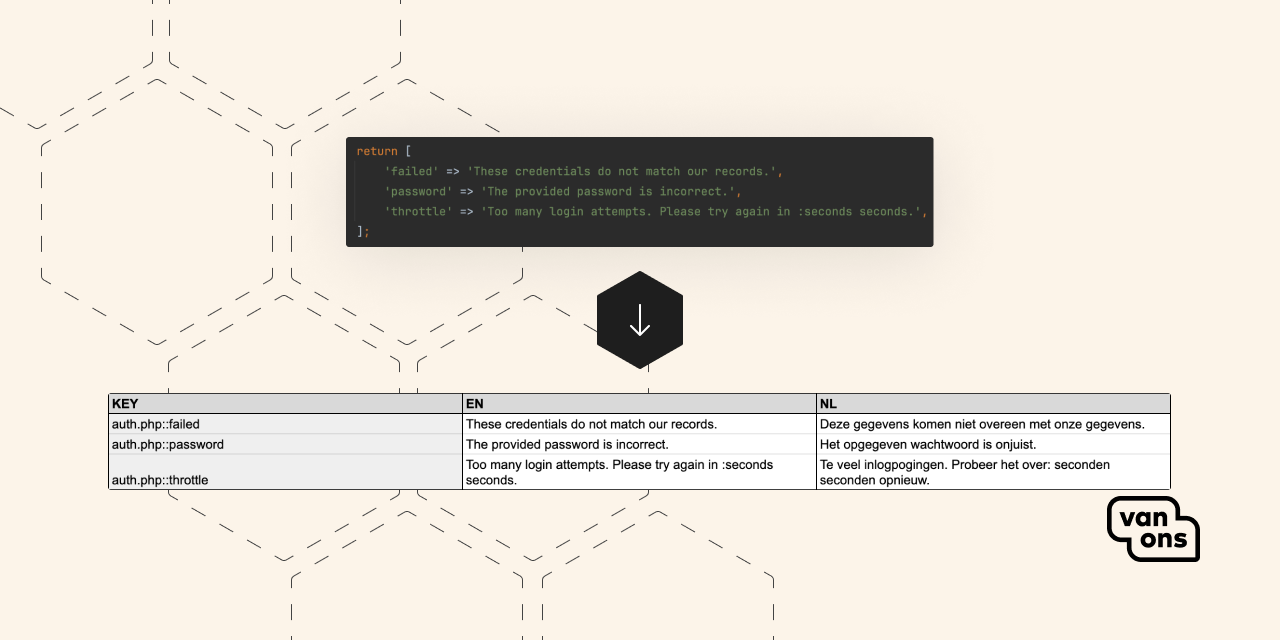 return [
    'failed' => 'These credentials do not match our records.',
    'password' => 'The provided password is incorrect.',
    'throttle' => 'Too many login attempts. Please try again in :seconds seconds.',
];
KEY EN NL
auth.php::failed These credentials do not match our records. Deze gegevens komen niet overeen met onze gegevens.
auth.php::password The provided password is incorrect. Het opgegeven wachtwoord is onjuist.
Too many login attempts. Please try again in :seconds Te veel inlogpogingen. Probeer het over: seconden
auth.php::throttle seconds. seconden opnieuw.
van
ons